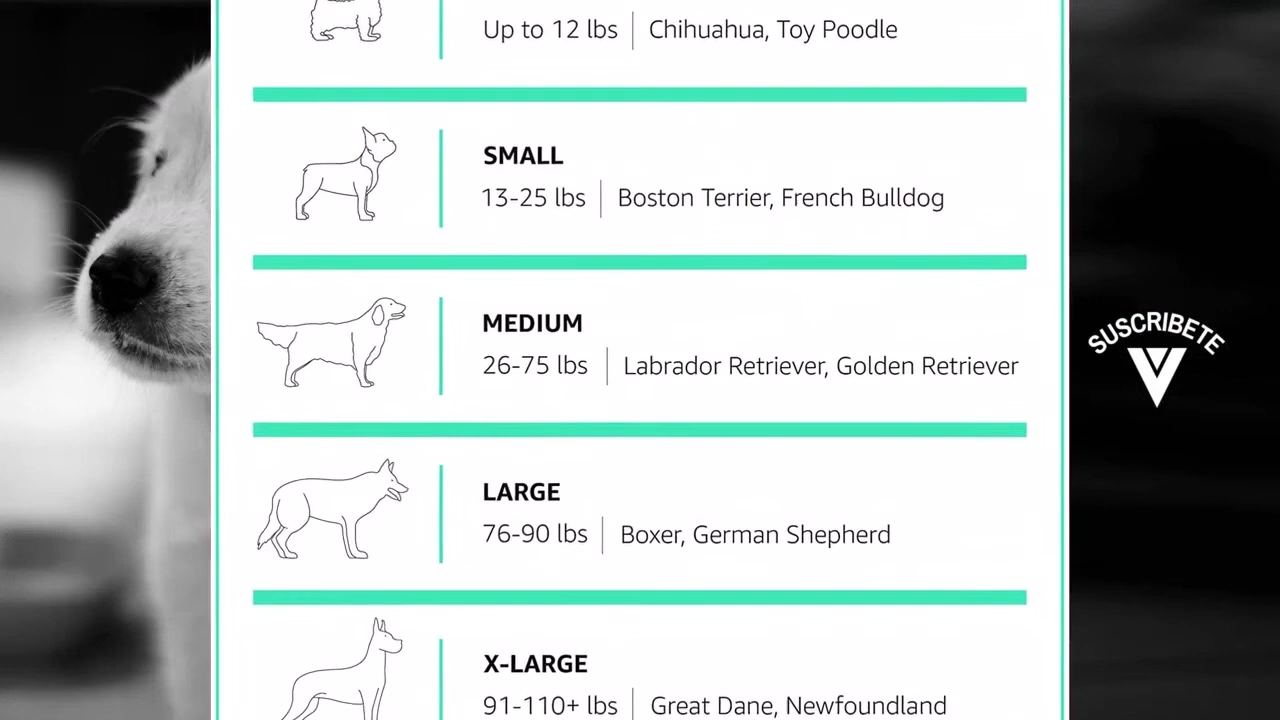 Up to 12 lbs | Chihuahua, Toy Poodle
SMALL
13-25 lbs | Boston Terrier, French Bulldog
MEDIUM
26-75 lbs | Labrador Retriever, Golden Retriever
LARGE
76-90 lbs | Boxer, German Shepherd
X-LARGE
91-110+ lbs | Great Dane, Newfoundland
SUSCRIBETE